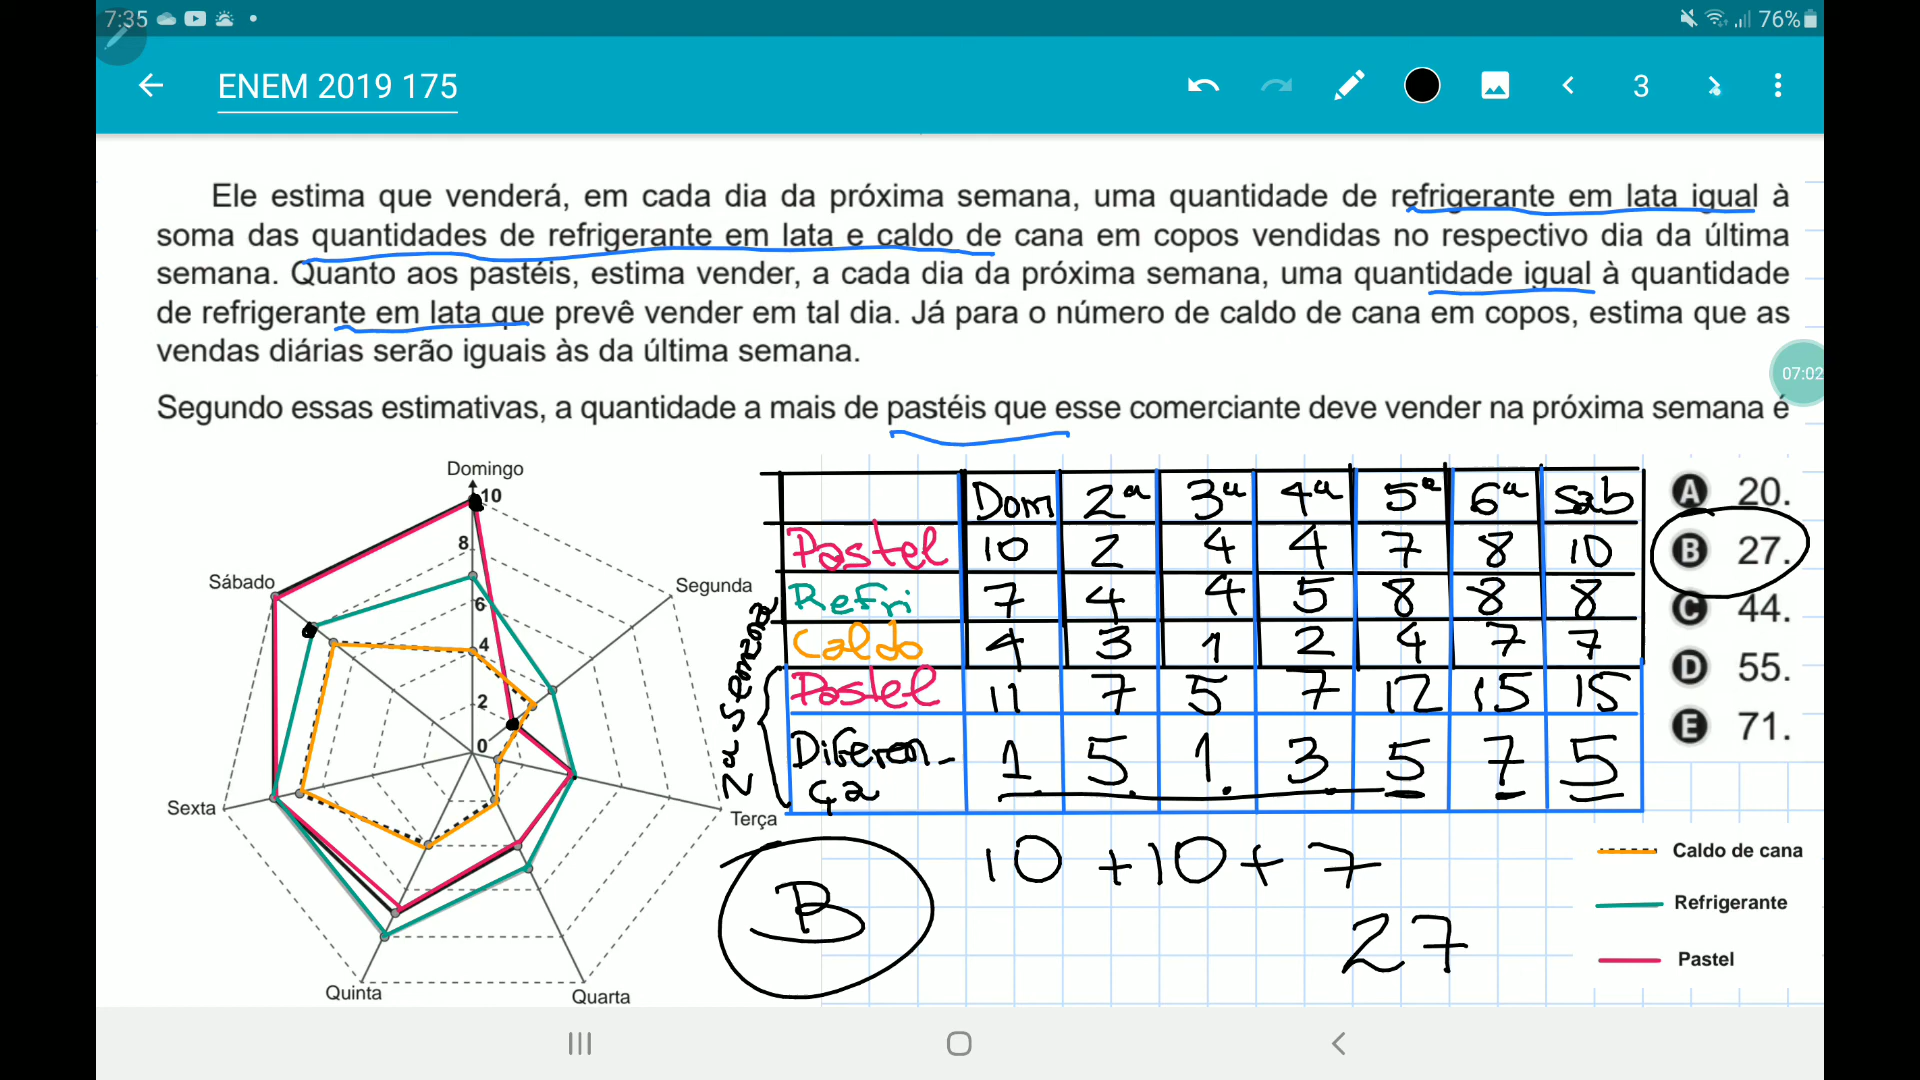 7:35
76%
ENEM 2019 175
3
Ele estima que venderá, em cada dia da próxima semana, uma quantidade de refrigerante em lata igual à
soma das quantidades de refrigerante em lata e caldo de cana em copos vendidas no respectivo dia da última
semana. Quanto aos pastéis, estima vender, a cada dia da próxima semana, uma quantidade igual à quantidade
de refrigerante em lata que prevê vender em tal dia. Já para o número de caldo de cana em copos, estima que as
vendas diárias serão iguais às da última semana.
07:02
Segundo essas estimativas, a quantidade a mais de pastéis que esse comerciante deve vender na próxima semana é
Domingo
10
8
6
4
2
0
Segunda
Terça
Quarta
Quinta
Sexta
Sábado
Dom 2ª 3ª 4ª 5ª 6ª Sab
Pastel 10 2 4 4 7 8 10
Refri 7 4 4 5 8 8 8
Caldo 4 3 1 2 4 7 7
2ª Semana
Pastel 11 7 5 7 12 15 15
Diferen-
ça 1 5 1 3 5 7 5
10 + 10 + 7
27
B
A 20.
B 27.
C 44.
D 55.
E 71.
Caldo de cana
Refrigerante
Pastel